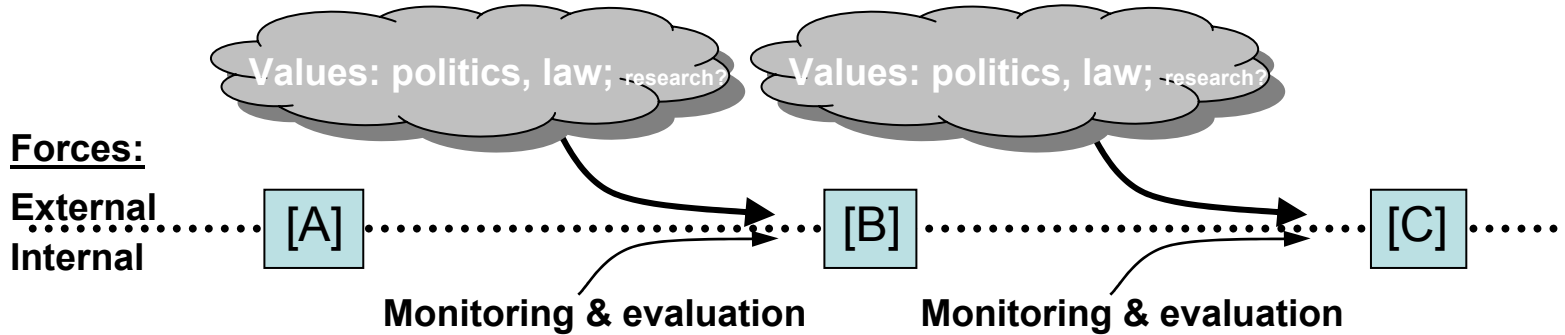 Values: politics, law; research?
Values: politics, law; research?
Forces:
External
[A]
[B]
[C]
Internal
Monitoring & evaluation
Monitoring & evaluation